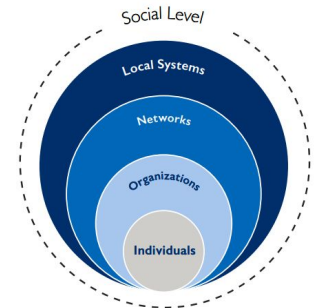 Social Level
Local Systems
Networks
Organizations
Individuals